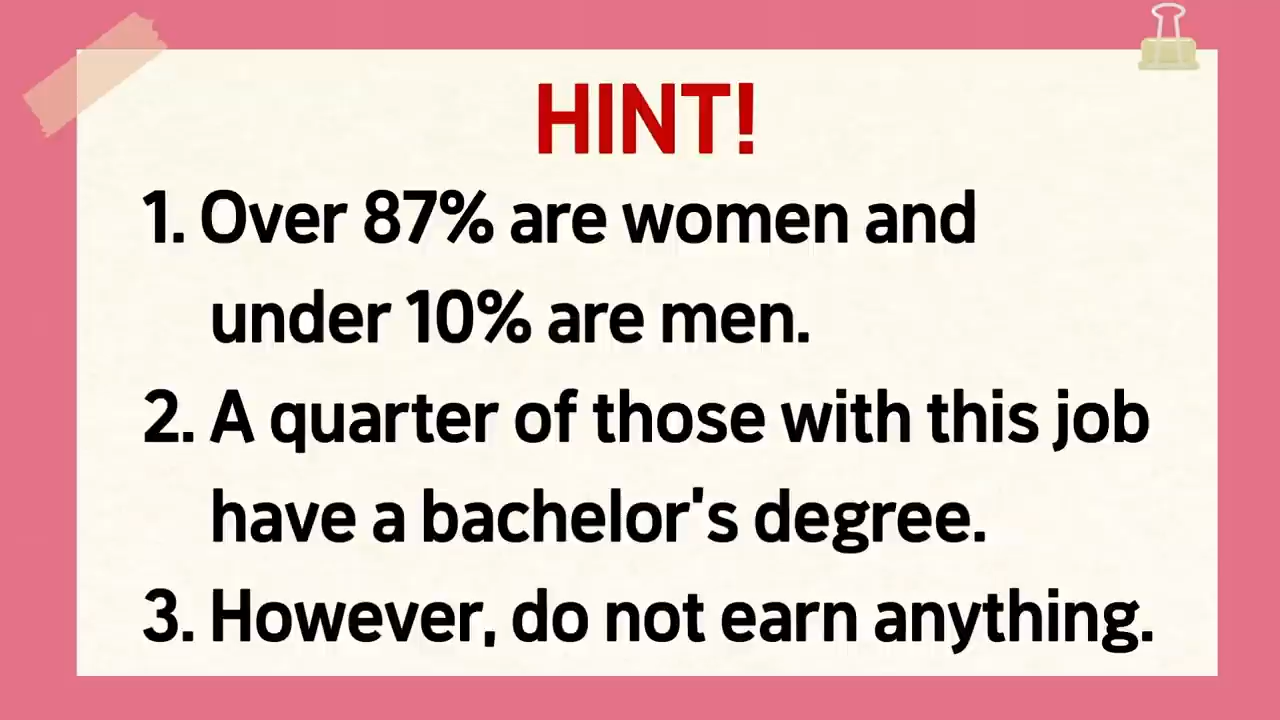 HINT!
1. Over 87% are women and
under 10% are men.
2. A quarter of those with this job
have a bachelor's degree.
3. However, do not earn anything.